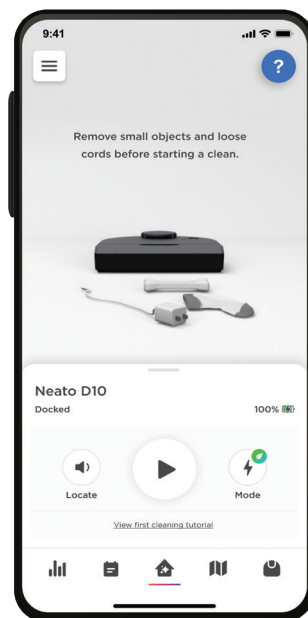 9:41
?
Remove small objects and loose
cords before starting a clean.
Neato D10
Docked
100%
Locate
Mode
View first cleaning tutorial